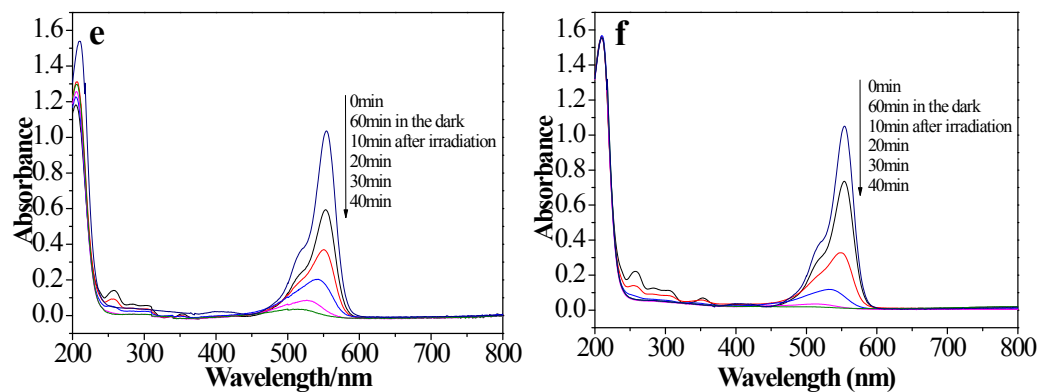 e
1.6
1.4
1.2
1.0
0.8
0.6
0.4
0.2
0.0
Absorbance
0min
60min in the dark
10min after irradiation
20min
30min
40min
200 300 400 500 600 700 800
Wavelength/nm
f
1.6
1.4
1.2
1.0
0.8
0.6
0.4
0.2
0.0
Absorbance
0min
60min in the dark
10min after irradiation
20min
30min
40min
200 300 400 500 600 700 800
Wavelength (nm)